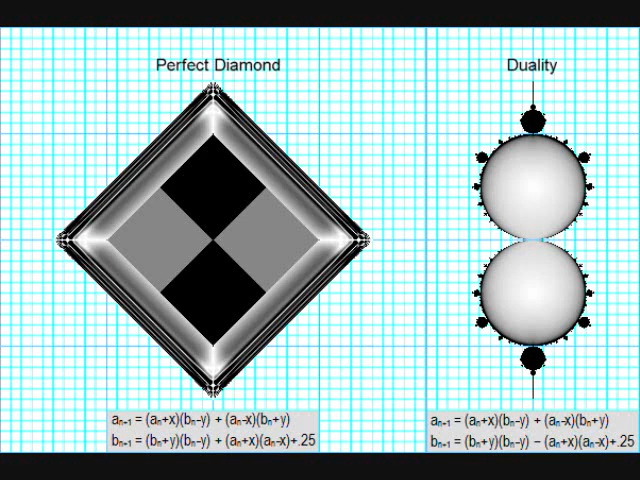 Perfect Diamond
Duality
aₙ₊₁ = (aₙ+x)(bₙ-y) + (aₙ-x)(bₙ+y)
bₙ₊₁ = (bₙ+y)(bₙ-y) + (aₙ+x)(aₙ-x)+.25
aₙ₊₁ = (aₙ+x)(bₙ-y) + (aₙ-x)(bₙ+y)
bₙ₊₁ = (bₙ+y)(bₙ-y) − (aₙ+x)(aₙ-x)+.25